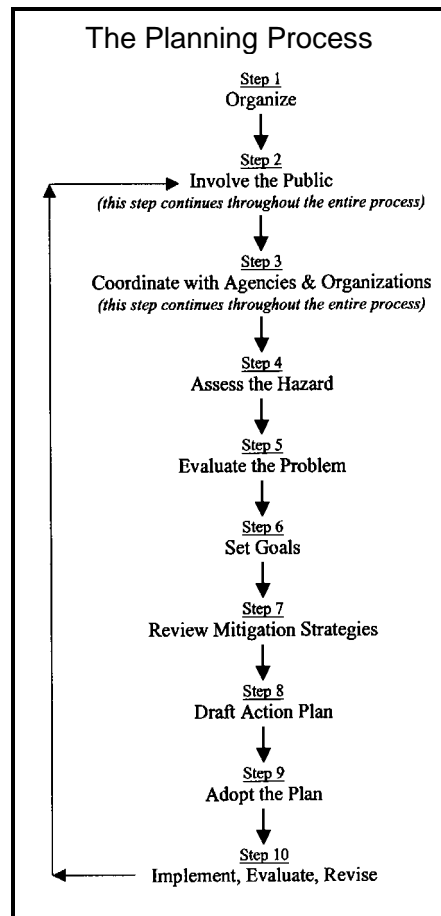 The Planning Process
Step 1
Organize
Step 2
Involve the Public
(this step continues throughout the entire process)
Step 3
Coordinate with Agencies & Organizations
(this step continues throughout the entire process)
Step 4
Assess the Hazard
Step 5
Evaluate the Problem
Step 6
Set Goals
Step 7
Review Mitigation Strategies
Step 8
Draft Action Plan
Step 9
Adopt the Plan
Step 10
Implement, Evaluate, Revise